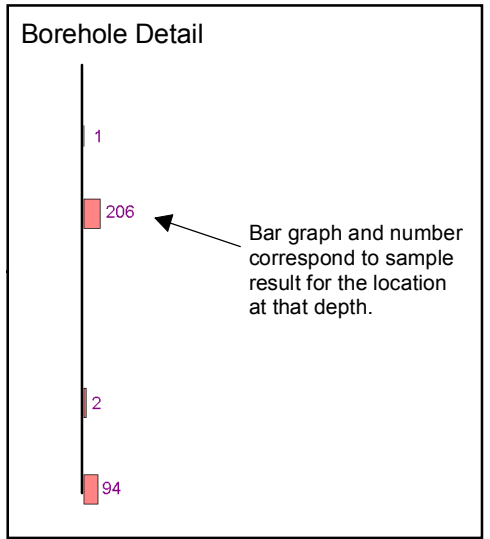 Borehole Detail
1
206
Bar graph and number
correspond to sample
result for the location
at that depth.
2
94